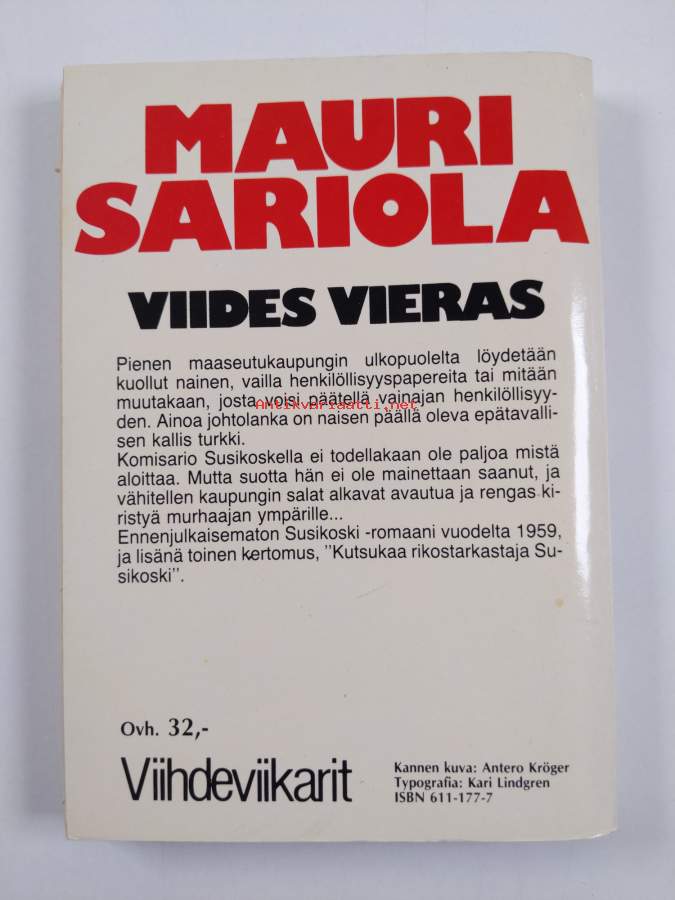 MAURI
SARIOLA
VIIDES VIERAS
Pienen maaseutukaupungin ulkopuolelta löydetään
kuollut nainen, vailla henkilöllisyyspapereita tai mitään
muutakaan, josta voisi päätellä vainajan henkilöllisyy-
Antikvariaatti.net
den. Ainoa johtolanka on naisen päällä oleva epätavalli-
sen kallis turkki.
Komisario Susikoskella ei todellakaan ole paljoa mistä
aloittaa. Mutta suotta hän ei ole mainettaan saanut, ja
vähitellen kaupungin salat alkavat avautua ja rengas ki-
ristyä murhaajan ympärille...
Ennenjulkaisematon Susikoski -romaani vuodelta 1959,
ja lisänä toinen kertomus, "Kutsukaa rikostarkastaja Su-
sikoski".
Ovh. 32,-
Viihdeviikarit
Kannen kuva: Antero Kröger
Typografia: Kari Lindgren
ISBN 611-177-7